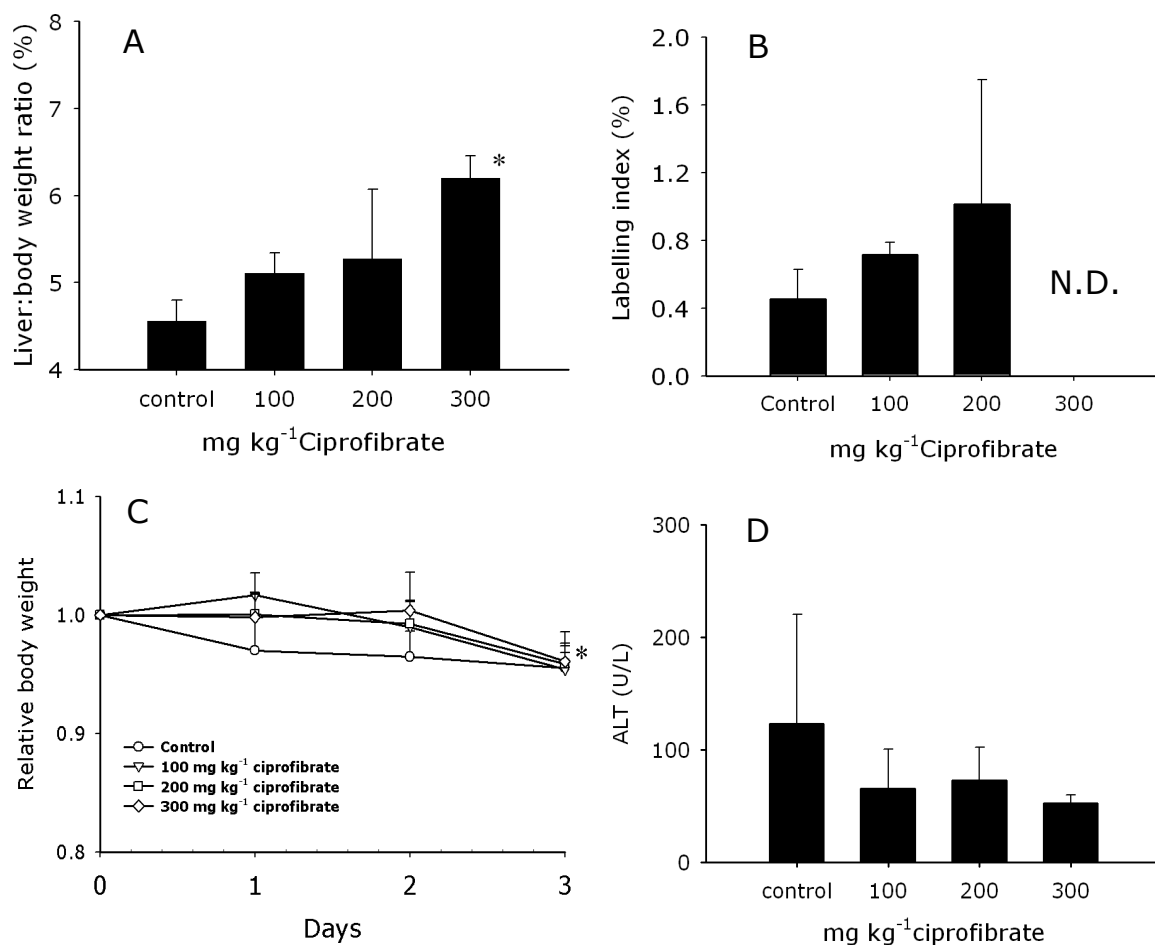 A
Liver:body weight ratio (%)
8
7
6
5
4
*
control 100 200 300
mg kg⁻¹Ciprofibrate
B
Labelling index (%)
2.0
1.6
1.2
0.8
0.4
0.0
N.D.
Control 100 200 300
mg kg⁻¹Ciprofibrate
C
Relative body weight
1.1
1.0
0.9
0.8
*
Control
100 mg kg⁻¹ ciprofibrate
200 mg kg⁻¹ ciprofibrate
300 mg kg⁻¹ ciprofibrate
0 1 2 3
Days
D
ALT (U/L)
300
200
100
0
control 100 200 300
mg kg⁻¹ciprofibrate